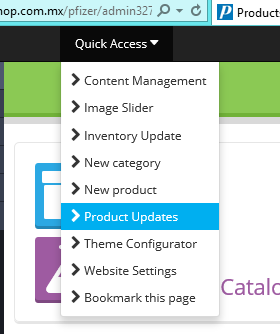 hop.com.mx/pfizer/admin327
Product
Quick Access
Content Management
Image Slider
Inventory Update
New category
New product
Product Updates
Theme Configurator
Website Settings
Bookmark this page
Catalo